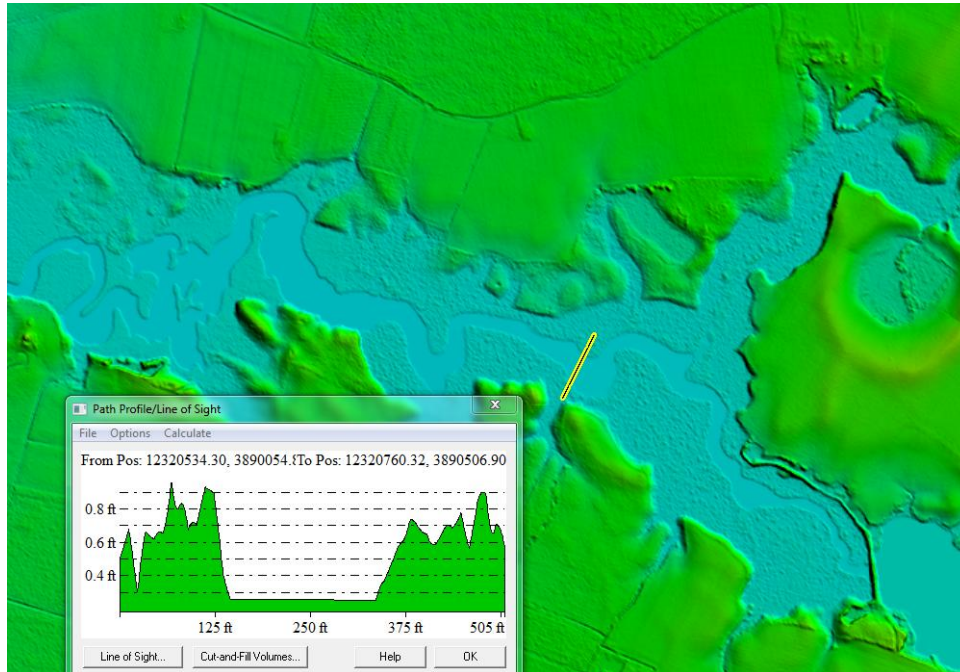 Path Profile/Line of Sight
File Options Calculate
From Pos: 12320534.30, 3890054.8To Pos: 12320760.32, 3890506.90
0.8 ft
0.6 ft
0.4 ft
125 ft 250 ft 375 ft 505 ft
Line of Sight... Cut-and-Fill Volumes... Help OK